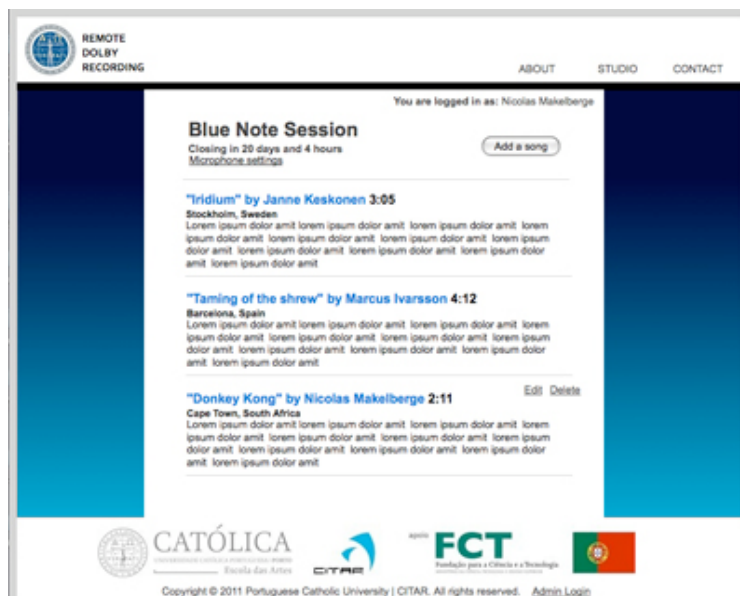 REMOTE
DOLBY
RECORDING
ABOUT STUDIO CONTACT
You are logged in as: Nicolas Makelberge
Blue Note Session
Closing in 20 days and 4 hours
Microphone settings
Add a song
"Iridium" by Janne Keskonen 3:05
Stockholm, Sweden
Lorem ipsum dolor amit lorem ipsum dolor amit lorem ipsum dolor amit lorem
ipsum dolor amit lorem ipsum dolor amit lorem ipsum dolor amit lorem ipsum
dolor amit lorem ipsum dolor amit lorem ipsum dolor amit lorem ipsum dolor
amit lorem ipsum dolor amit
"Taming of the shrew" by Marcus Ivarsson 4:12
Barcelona, Spain
Lorem ipsum dolor amit lorem ipsum dolor amit lorem ipsum dolor amit lorem
ipsum dolor amit lorem ipsum dolor amit lorem ipsum dolor amit lorem ipsum
dolor amit lorem ipsum dolor amit lorem ipsum dolor amit lorem ipsum dolor
amit lorem ipsum dolor amit
"Donkey Kong" by Nicolas Makelberge 2:11
Edit Delete
Cape Town, South Africa
Lorem ipsum dolor amit lorem ipsum dolor amit lorem ipsum dolor amit lorem
ipsum dolor amit lorem ipsum dolor amit lorem ipsum dolor amit lorem ipsum
dolor amit lorem ipsum dolor amit lorem ipsum dolor amit lorem ipsum dolor
amit lorem ipsum dolor amit
CATÓLICA
UNIVERSIDADE CATÓLICA PORTUGUESA | PORTO
Escola das Artes
CITAR
apoio
FCT
Fundação para a Ciência e a Tecnologia
Copyright © 2011 Portuguese Catholic University | CITAR. All rights reserved. Admin Login